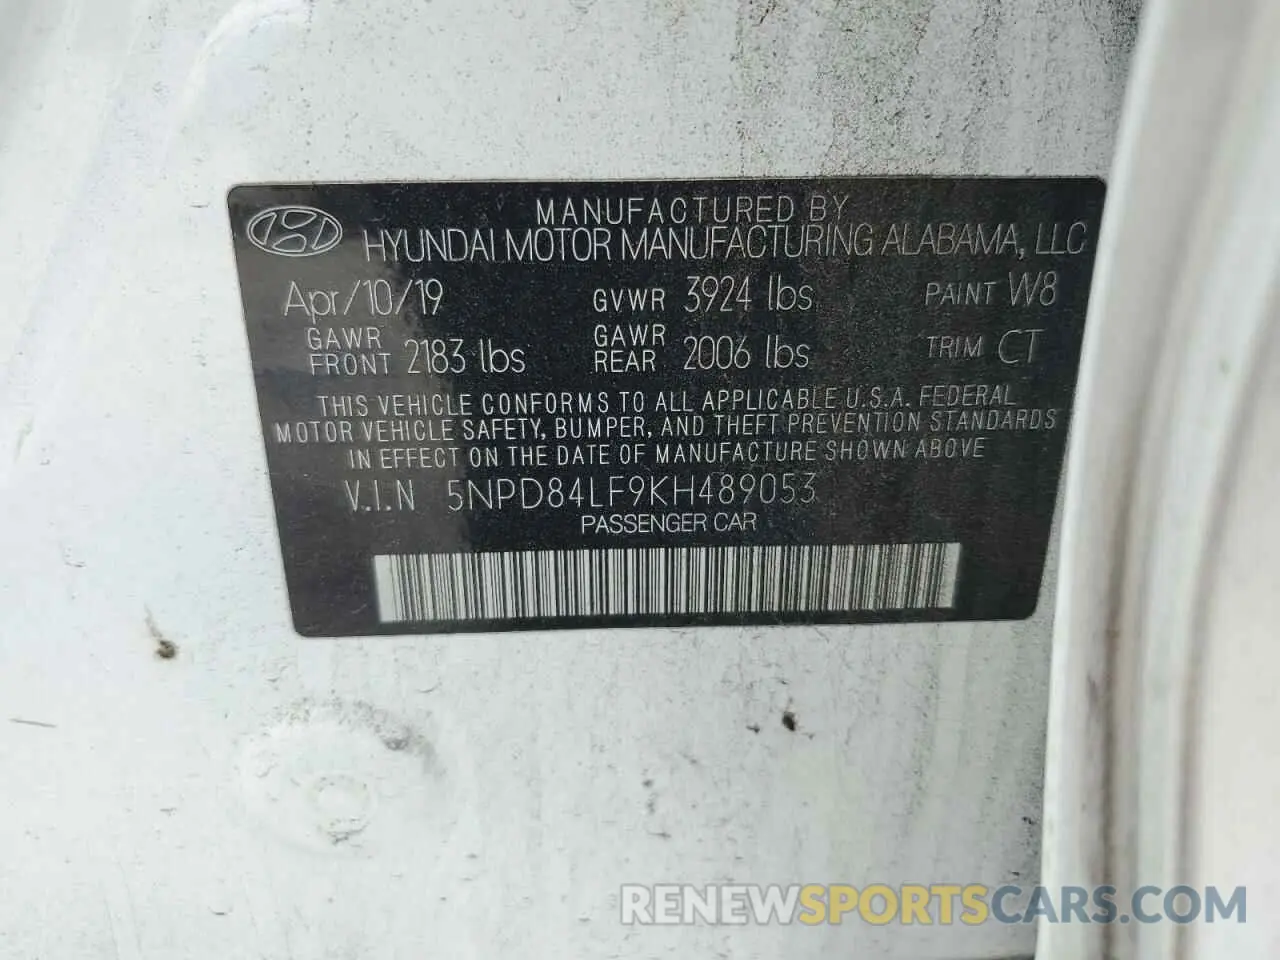 MANUFACTURED BY
HYUNDAI MOTOR MANUFACTURING ALABAMA, LLC
Apr/10/19 GVWR 3924 lbs PAINT W8
GAWR FRONT 2183 lbs GAWR REAR 2006 lbs TRIM CT
THIS VEHICLE CONFORMS TO ALL APPLICABLE U.S.A. FEDERAL
MOTOR VEHICLE SAFETY, BUMPER, AND THEFT PREVENTION STANDARDS
IN EFFECT ON THE DATE OF MANUFACTURE SHOWN ABOVE
V.I.N 5NPD84LF9KH489053
PASSENGER CAR
RENEWSPORTSCARS.COM